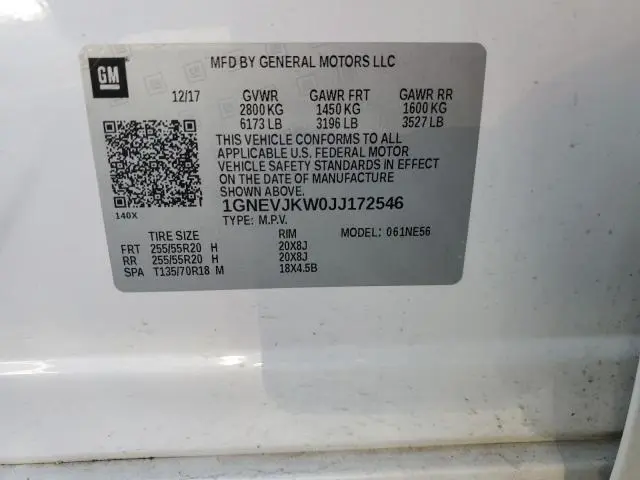 GM
MFD BY GENERAL MOTORS LLC
12/17 GVWR GAWR FRT GAWR RR
2800 KG 1450 KG 1600 KG
6173 LB 3196 LB 3527 LB
THIS VEHICLE CONFORMS TO ALL
APPLICABLE U.S. FEDERAL MOTOR
VEHICLE SAFETY STANDARDS IN EFFECT
ON THE DATE OF MANUFACTURE
SHOWN ABOVE.
140X
1GNEVJKW0JJ172546
TYPE: M.P.V.
TIRE SIZE RIM MODEL: 061NE56
FRT 255/55R20 H 20X8J
RR 255/55R20 H 20X8J
SPA T135/70R18 M 18X4.5B